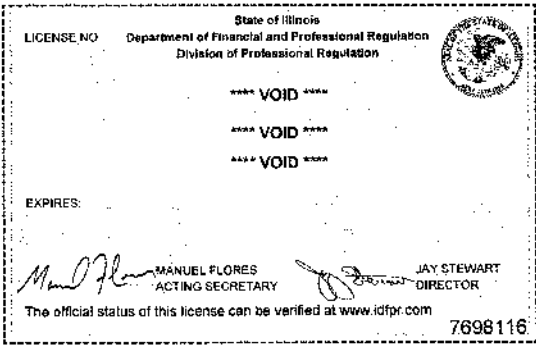 State of Illinois
LICENSE NO Department of Financial and Professional Regulation
Division of Professional Regulation
**** VOID ****
**** VOID ****
**** VOID ****
EXPIRES:
MANUEL FLORES JAY STEWART
ACTING SECRETARY DIRECTOR
The official status of this license can be verified at www.idfpr.com
7698116